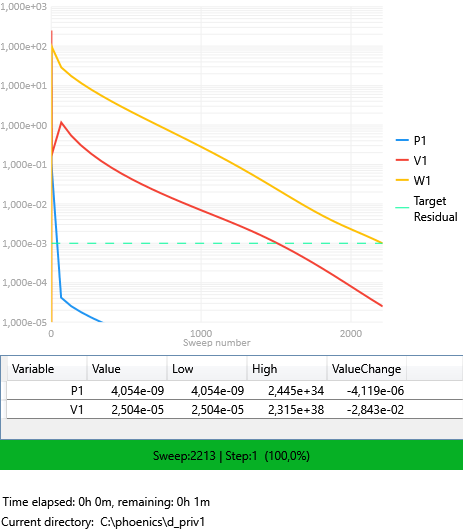 1,000e+03
1,000e+02
1,000e+01
1,000e+00
1,000e-01
1,000e-02
1,000e-03
1,000e-04
1,000e-05
0
1000
2000
Sweep number
P1
V1
W1
Target
Residual
Variable Value Low High ValueChange
P1 4,054e-09 4,054e-09 2,445e+34 -4,119e-06
V1 2,504e-05 2,504e-05 2,315e+38 -2,843e-02
Sweep:2213 | Step:1 (100,0%)
Time elapsed: 0h 0m, remaining: 0h 1m
Current directory: C:\phoenics\d_priv1